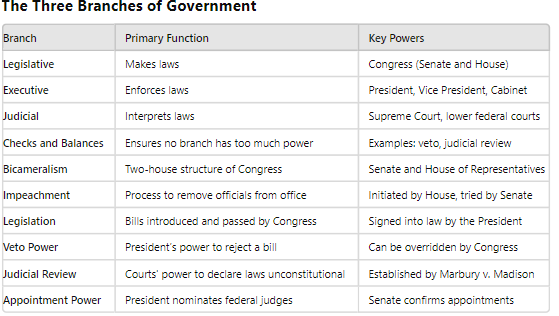 The Three Branches of Government
Branch Primary Function Key Powers
Legislative Makes laws Congress (Senate and House)
Executive Enforces laws President, Vice President, Cabinet
Judicial Interprets laws Supreme Court, lower federal courts
Checks and Balances Ensures no branch has too much power Examples: veto, judicial review
Bicameralism Two-house structure of Congress Senate and House of Representatives
Impeachment Process to remove officials from office Initiated by House, tried by Senate
Legislation Bills introduced and passed by Congress Signed into law by the President
Veto Power President's power to reject a bill Can be overridden by Congress
Judicial Review Courts' power to declare laws unconstitutional Established by Marbury v. Madison
Appointment Power President nominates federal judges Senate confirms appointments